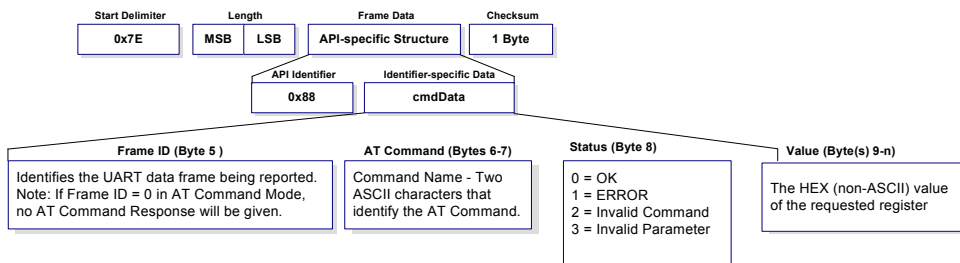 Start Delimiter
Length
Frame Data
Checksum
0x7E
MSB
LSB
API-specific Structure
1 Byte
API Identifier
Identifier-specific Data
0x88
cmdData
Frame ID (Byte 5 )
Identifies the UART data frame being reported.
Note: If Frame ID = 0 in AT Command Mode,
no AT Command Response will be given.
AT Command (Bytes 6-7)
Command Name - Two
ASCII characters that
identify the AT Command.
Status (Byte 8)
0 = OK
1 = ERROR
2 = Invalid Command
3 = Invalid Parameter
Value (Byte(s) 9-n)
The HEX (non-ASCII) value
of the requested register